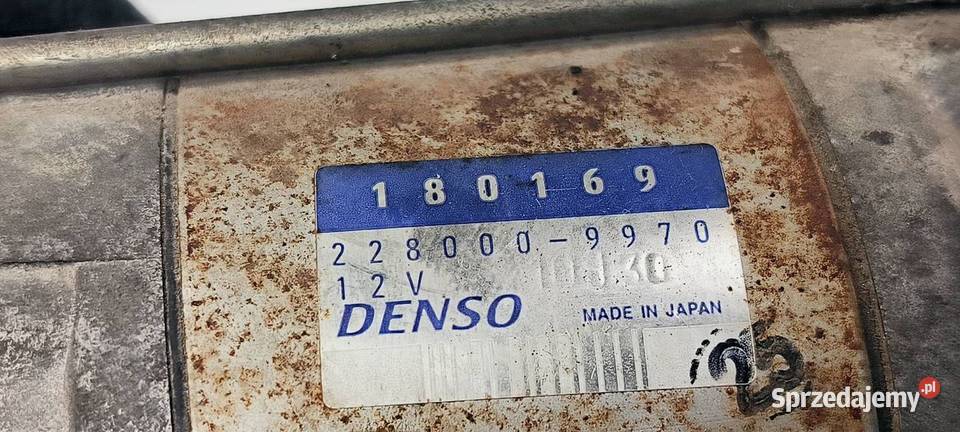 180169
228000-9970
12V
DENSO MADE IN JAPAN
Sprzedajemy.pl